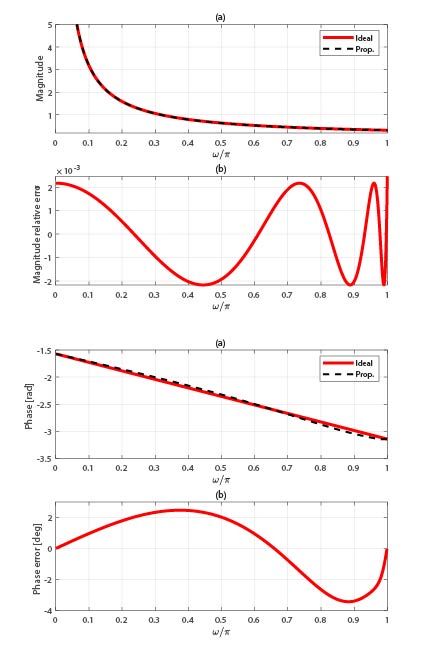 (a)
5
4
3
2
1
Magnitude
Ideal
Prop.
0 0.1 0.2 0.3 0.4 0.5 0.6 0.7 0.8 0.9 1
ω/π
(b)
×10⁻³
2
1
0
-1
-2
Magnitude relative error
0 0.1 0.2 0.3 0.4 0.5 0.6 0.7 0.8 0.9 1
ω/π
(a)
-1.5
-2
-2.5
-3
-3.5
Phase [rad]
Ideal
Prop.
0 0.1 0.2 0.3 0.4 0.5 0.6 0.7 0.8 0.9 1
ω/π
(b)
2
0
-2
-4
Phase error [deg]
0 0.1 0.2 0.3 0.4 0.5 0.6 0.7 0.8 0.9 1
ω/π